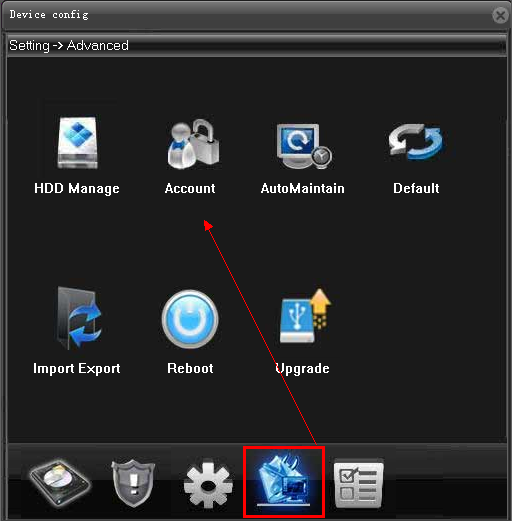 Device config
Setting -> Advanced
HDD Manage
Account
AutoMaintain
Default
Import Export
Reboot
Upgrade